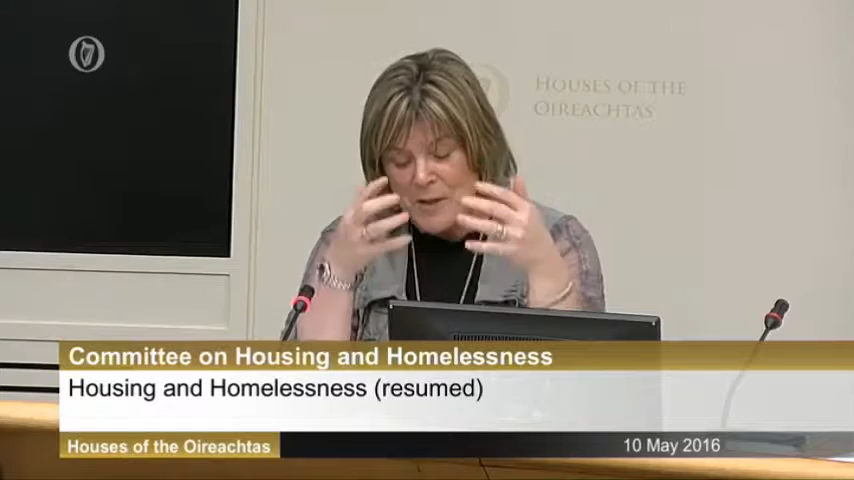 HOUSES OF THE
OIREACHTAS
Committee on Housing and Homelessness
Housing and Homelessness (resumed)
Houses of the Oireachtas
10 May 2016